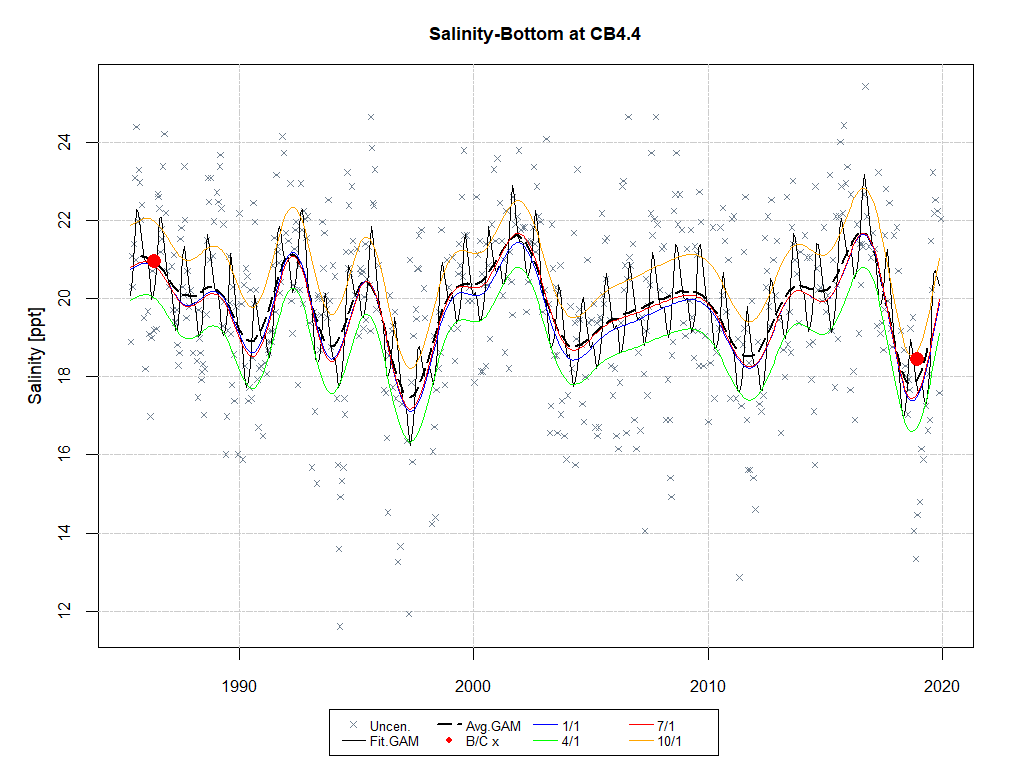 Salinity-Bottom at CB4.4
Salinity [ppt]
24
22
20
18
16
14
12
1990 2000 2010 2020
Uncen. Avg.GAM 1/1 7/1
Fit.GAM B/C x 4/1 10/1